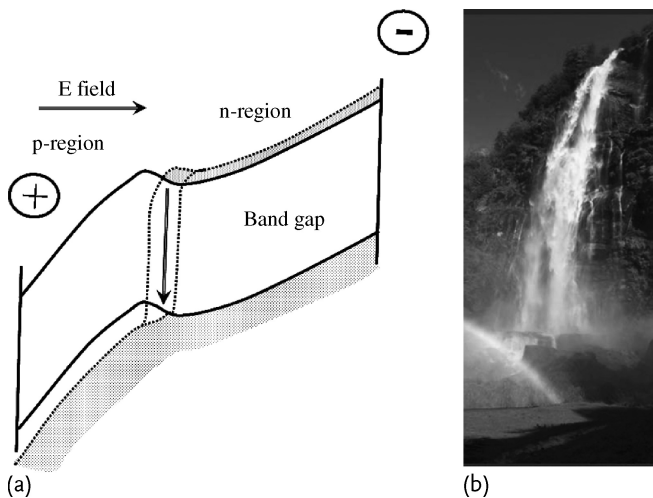 -
E field
n-region
p-region
+
Band gap
(a)
(b)